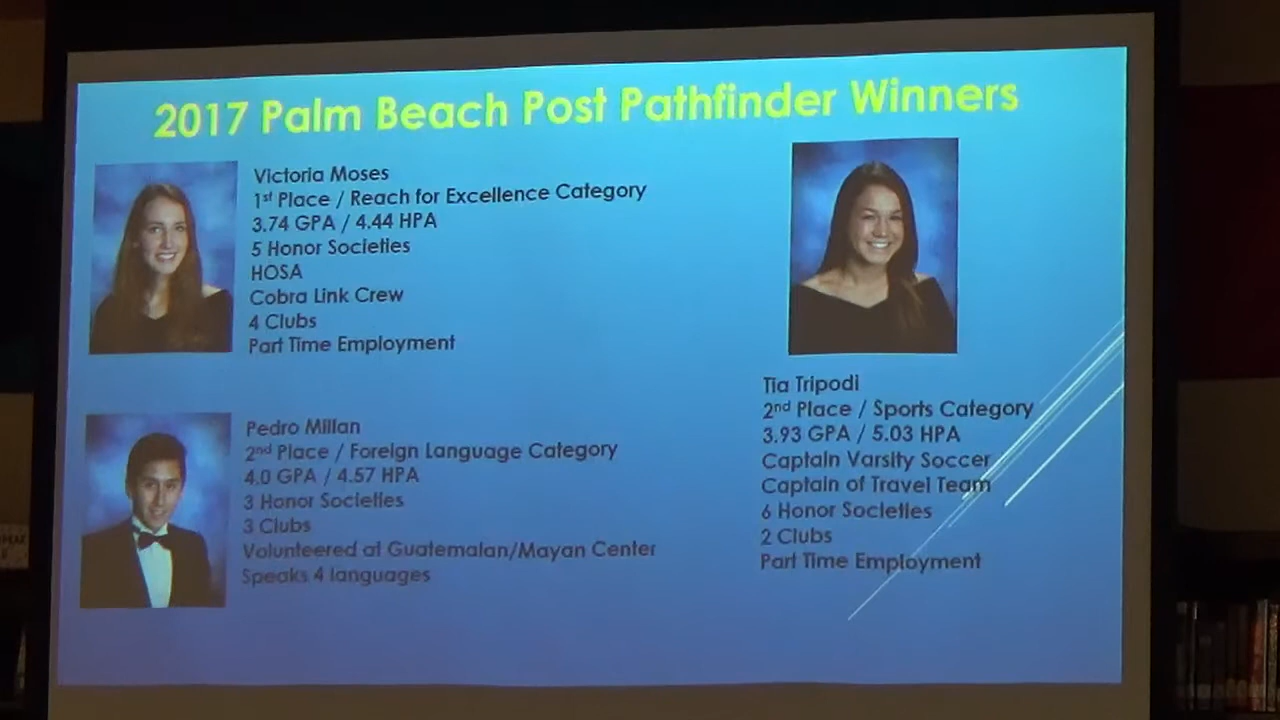 2017 Palm Beach Post Pathfinder Winners
Victoria Moses
1st Place / Reach for Excellence Category
3.74 GPA / 4.44 HPA
5 Honor Societies
HOSA
Cobra Link Crew
4 Clubs
Part Time Employment
Pedro Millan
2nd Place / Foreign Language Category
4.0 GPA / 4.57 HPA
3 Honor Societies
3 Clubs
Volunteered at Guatemalan/Mayan Center
Speaks 4 languages
Tia Tripodi
2nd Place / Sports Category
3.93 GPA / 5.03 HPA
Captain Varsity Soccer
Captain of Travel Team
6 Honor Societies
2 Clubs
Part Time Employment